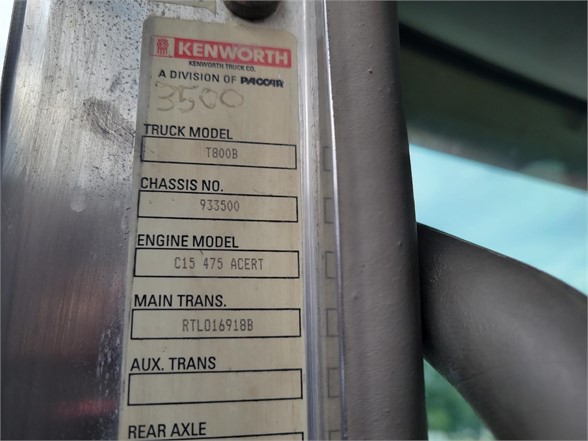 KENWORTH
KENWORTH TRUCK CO.
A DIVISION OF PACCAR
3500
TRUCK MODEL
T800B
CHASSIS NO.
933500
ENGINE MODEL
C15 475 ACERT
MAIN TRANS.
RTLO16918B
AUX. TRANS
REAR AXLE